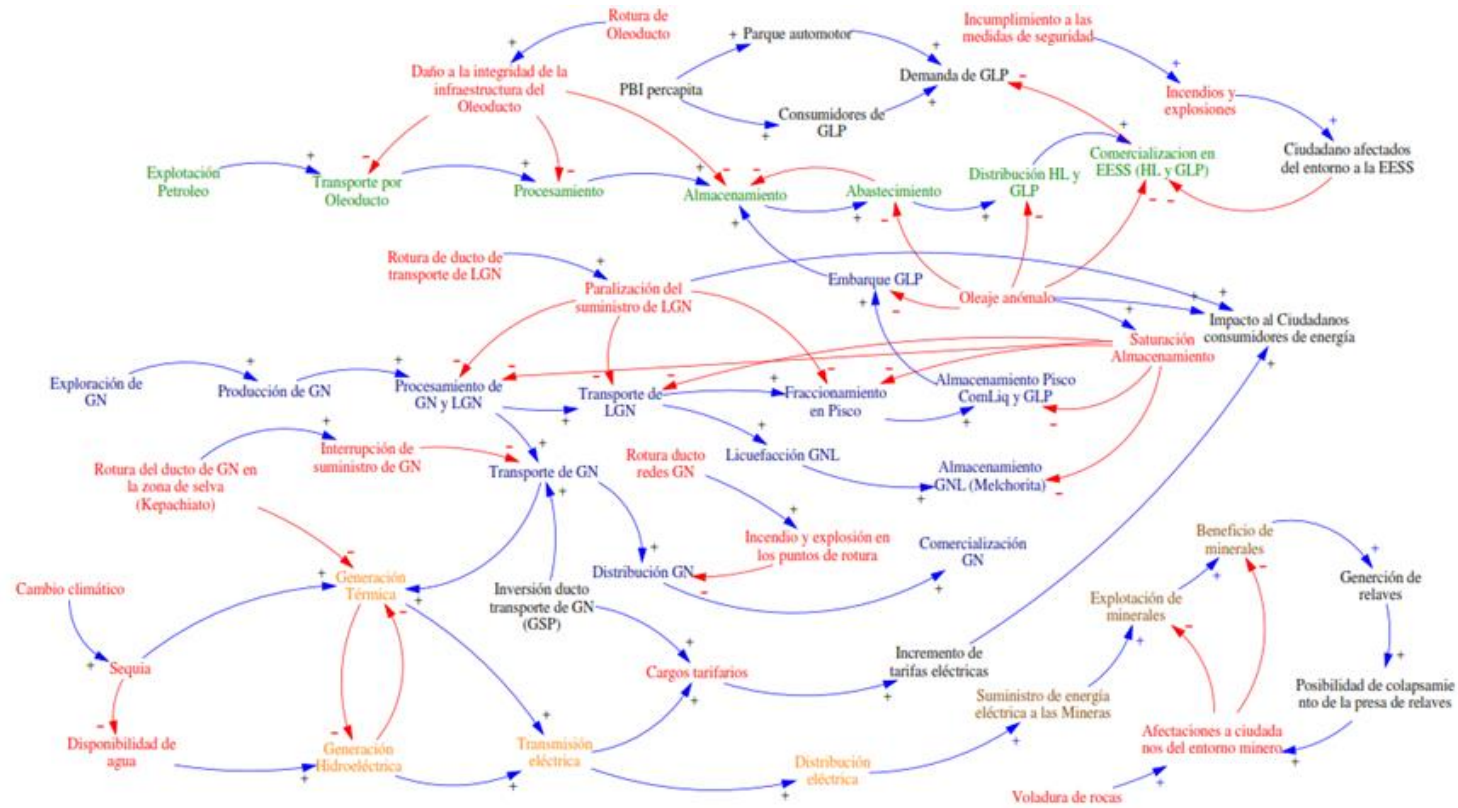 Rotura de
Oleoducto
Parque automotor
Incumplimiento a las
medidas de seguridad
Daño a la integridad de la
infraestructura del
Oleoducto
PBI percapita
Demanda de GLP
Incendios y
explosiones
Consumidores de
GLP
Explotación
Petroleo
Transporte por
Oleoducto
Procesamiento
Almacenamiento
Abastecimiento
Distribución HL y
GLP
Comercializacion en
EESS (HL y GLP)
Ciudadano afectados
del entorno a la EESS
Rotura de ducto de
transporte de LGN
Paralización del
suministro de LGN
Embarque GLP
Oleaje anómalo
Impacto al Ciudadanos
consumidores de energía
Saturación
Almacenamiento
Exploración de
GN
Producción de GN
Procesamiento de
GN y LGN
Transporte de
LGN
Fraccionamiento
en Pisco
Almacenamiento Pisco
ComLiq y GLP
Rotura del ducto de GN en
la zona de selva
(Kepachiato)
Interrupción de
suministro de GN
Transporte de GN
Rotura ducto
redes GN
Licuefacción GNL
Almacenamiento
GNL (Melchorita)
Incendio y explosión en
los puntos de rotura
Comercialización
GN
Beneficio de
minerales
Cambio climático
Generación
Térmica
Inversión ducto
transporte de GN
(GSP)
Distribución GN
Explotación de
minerales
Generción de
relaves
Sequia
Cargos tarifarios
Incremento de
tarifas eléctricas
Suministro de energía
eléctrica a las Mineras
Posibilidad de colapsamie
nto de la presa de relaves
Disponibilidad de
agua
Generación
Hidroeléctrica
Transmisión
eléctrica
Distribución
eléctrica
Afectaciones a ciudada
nos del entorno minero
Voladura de rocas